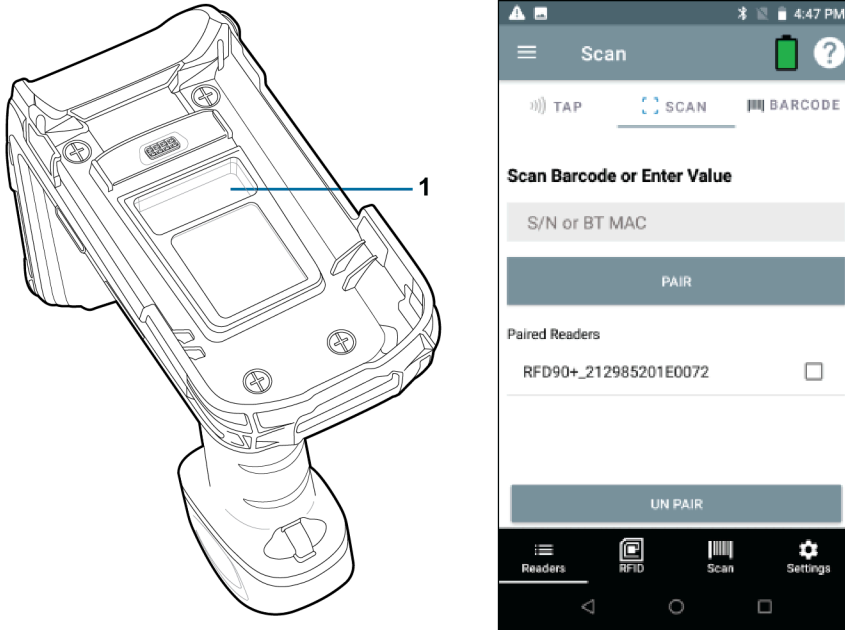 1
4:47 PM
Scan
?
TAP
SCAN
BARCODE
Scan Barcode or Enter Value
S/N or BT MAC
PAIR
Paired Readers
RFD90+_212985201E0072
UN PAIR
Readers
RFID
Scan
Settings